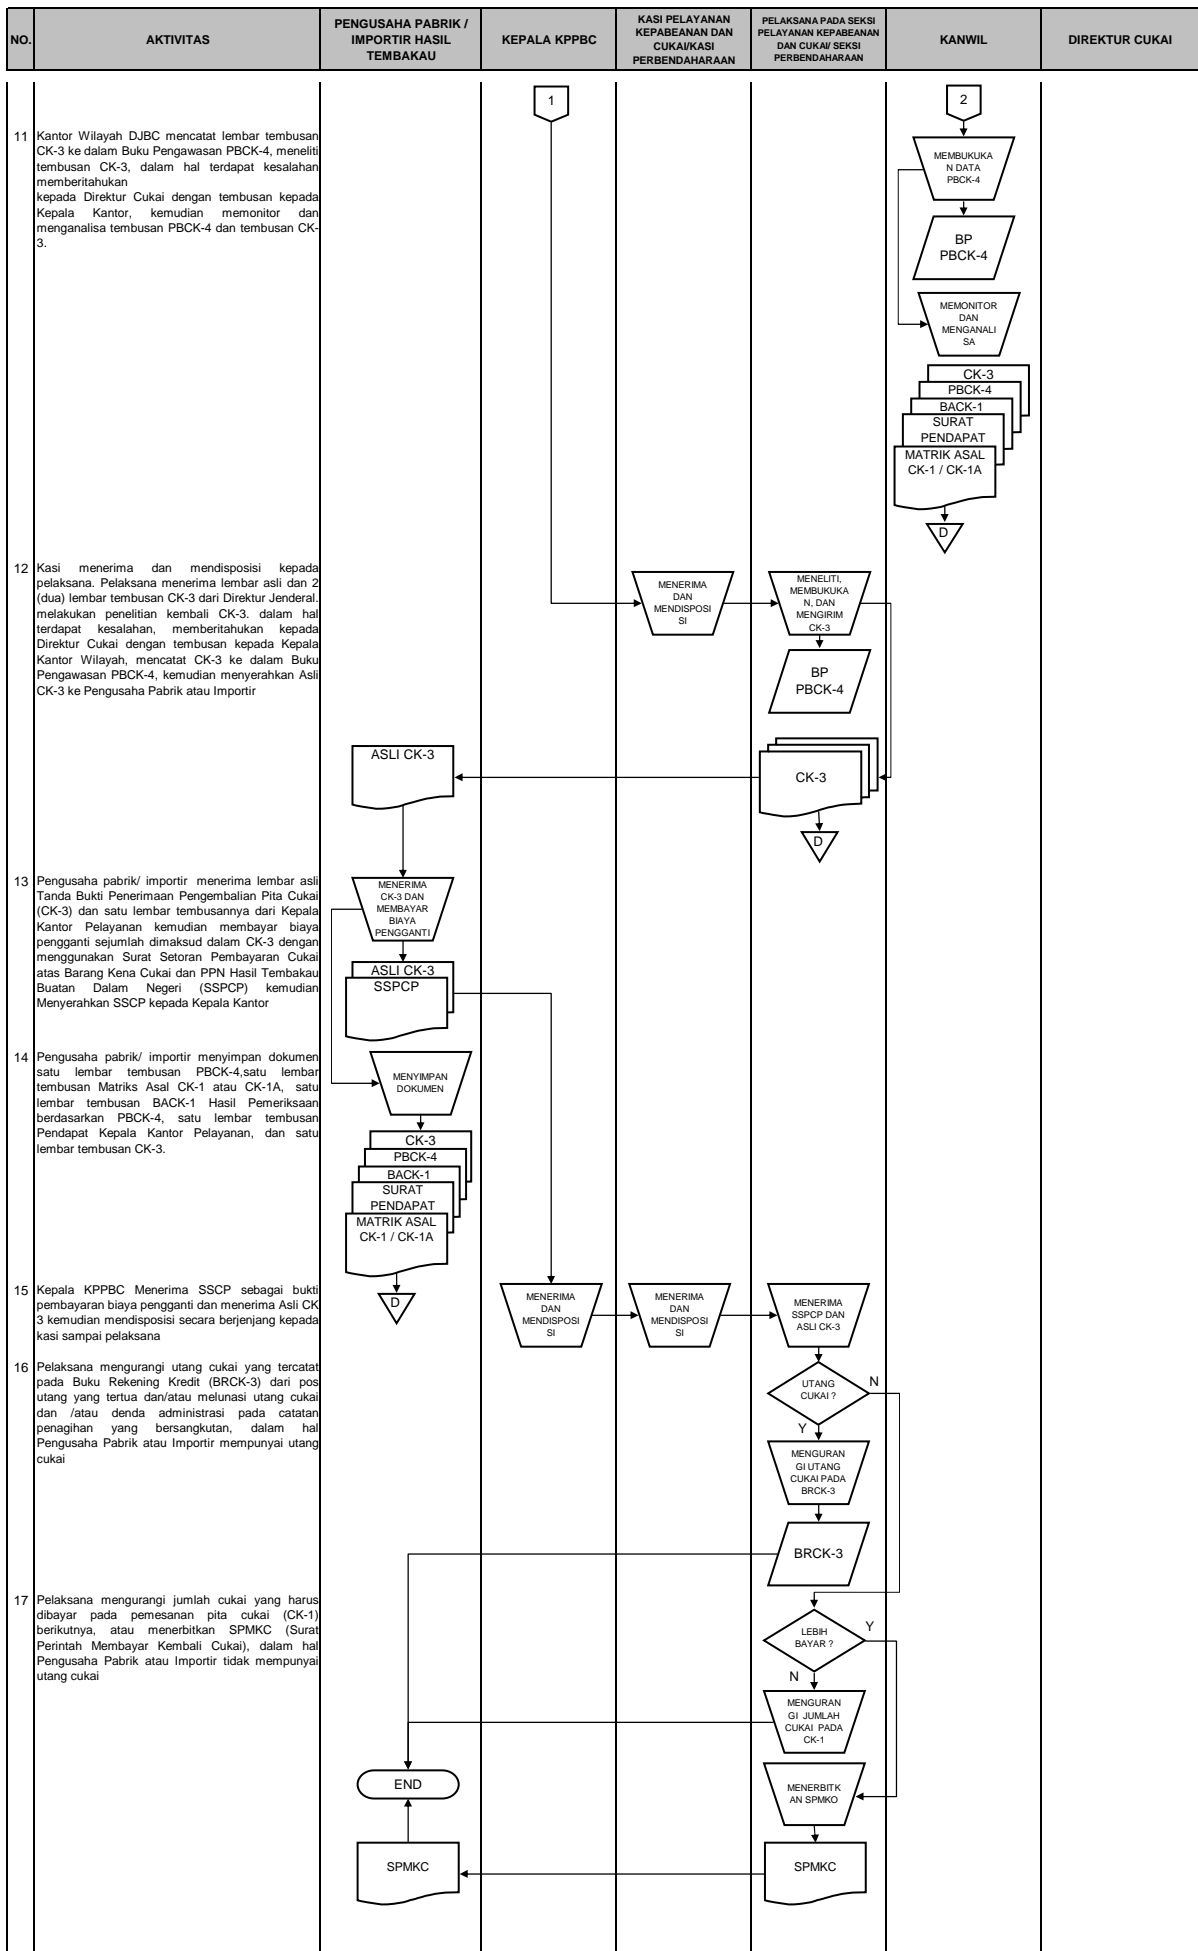 NO.
AKTIVITAS
PENGUSAHA PABRIK /
IMPORTIR HASIL
TEMBAKAU
KEPALA KPPBC
KASI PELAYANAN
KEPABEANAN DAN
CUKAI/KASI
PERBENDAHARAAN
PELAKSANA PADA SEKSI
PELAYANAN KEPABEANAN
DAN CUKAI/ SEKSI
PERBENDAHARAAN
KANWIL
DIREKTUR CUKAI
1
2
11 Kantor Wilayah DJBC mencatat lembar tembusan
CK-3 ke dalam Buku Pengawasan PBCK-4, meneliti
tembusan CK-3, dalam hal terdapat kesalahan
memberitahukan
kepada Direktur Cukai dengan tembusan kepada
Kepala Kantor, kemudian memonitor dan
menganalisa tembusan PBCK-4 dan tembusan CK-
3.
MEMBUKUKA
N DATA
PBCK-4
BP
PBCK-4
MEMONITOR
DAN
MENGANALI
SA
CK-3
PBCK-4
BACK-1
SURAT
PENDAPAT
MATRIK ASAL
CK-1 / CK-1A
D
12 Kasi menerima dan mendisposisi kepada
pelaksana. Pelaksana menerima lembar asli dan 2
(dua) lembar tembusan CK-3 dari Direktur Jenderal.
melakukan penelitian kembali CK-3. dalam hal
terdapat kesalahan, memberitahukan kepada
Direktur Cukai dengan tembusan kepada Kepala
Kantor Wilayah, mencatat CK-3 ke dalam Buku
Pengawasan PBCK-4, kemudian menyerahkan Asli
CK-3 ke Pengusaha Pabrik atau Importir
MENERIMA
DAN
MENDISPOSI
SI
MENELITI,
MEMBUKUKA
N, DAN
MENGIRIM
CK-3
BP
PBCK-4
ASLI CK-3
CK-3
D
13 Pengusaha pabrik/ importir menerima lembar asli
Tanda Bukti Penerimaan Pengembalian Pita Cukai
(CK-3) dan satu lembar tembusannya dari Kepala
Kantor Pelayanan kemudian membayar biaya
pengganti sejumlah dimaksud dalam CK-3 dengan
menggunakan Surat Setoran Pembayaran Cukai
atas Barang Kena Cukai dan PPN Hasil Tembakau
Buatan Dalam Negeri (SSPCP) kemudian
Menyerahkan SSCP kepada Kepala Kantor
MENERIMA
CK-3 DAN
MEMBAYAR
BIAYA
PENGGANTI
ASLI CK-3
SSPCP
14 Pengusaha pabrik/ importir menyimpan dokumen
satu lembar tembusan PBCK-4,satu lembar
tembusan Matriks Asal CK-1 atau CK-1A, satu
lembar tembusan BACK-1 Hasil Pemeriksaan
berdasarkan PBCK-4, satu lembar tembusan
Pendapat Kepala Kantor Pelayanan, dan satu
lembar tembusan CK-3.
MENYIMPAN
DOKUMEN
CK-3
PBCK-4
BACK-1
SURAT
PENDAPAT
MATRIK ASAL
CK-1 / CK-1A
D
15 Kepala KPPBC Menerima SSCP sebagai bukti
pembayaran biaya pengganti dan menerima Asli CK
3 kemudian mendisposisi secara berjenjang kepada
kasi sampai pelaksana
MENERIMA
DAN
MENDISPOSI
SI
MENERIMA
DAN
MENDISPOSI
SI
MENERIMA
SSPCP DAN
ASLI CK-3
16 Pelaksana mengurangi utang cukai yang tercatat
pada Buku Rekening Kredit (BRCK-3) dari pos
utang yang tertua dan/atau melunasi utang cukai
dan /atau denda administrasi pada catatan
penagihan yang bersangkutan, dalam hal
Pengusaha Pabrik atau Importir mempunyai utang
cukai
UTANG
CUKAI ?
N
Y
MENGURAN
GI UTANG
CUKAI PADA
BRCK-3
BRCK-3
17 Pelaksana mengurangi jumlah cukai yang harus
dibayar pada pemesanan pita cukai (CK-1)
berikutnya, atau menerbitkan SPMKC (Surat
Perintah Membayar Kembali Cukai), dalam hal
Pengusaha Pabrik atau Importir tidak mempunyai
utang cukai
LEBIH
BAYAR ?
Y
N
MENGURAN
GI JUMLAH
CUKAI PADA
CK-1
END
MENERBITK
AN SPMKO
SPMKC
SPMKC